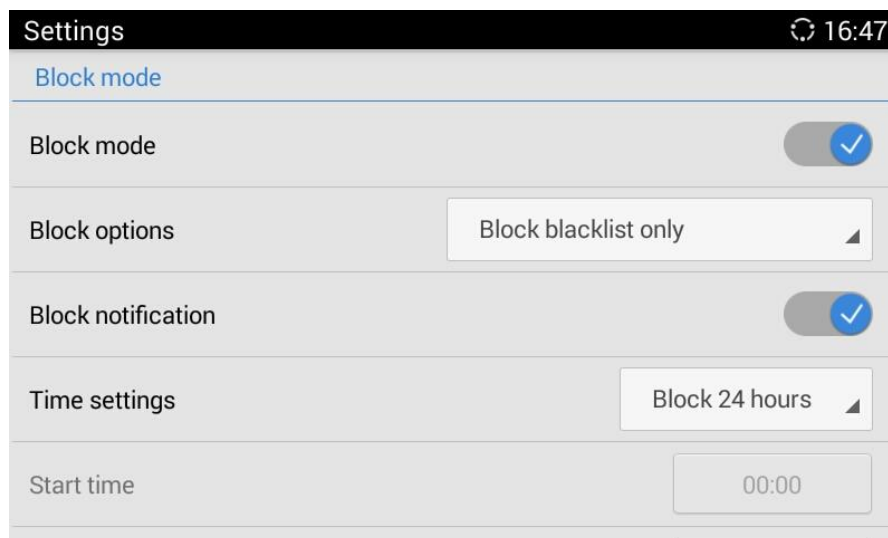 Settings 16:47
Block mode
Block mode
Block options Block blacklist only
Block notification
Time settings Block 24 hours
Start time 00:00